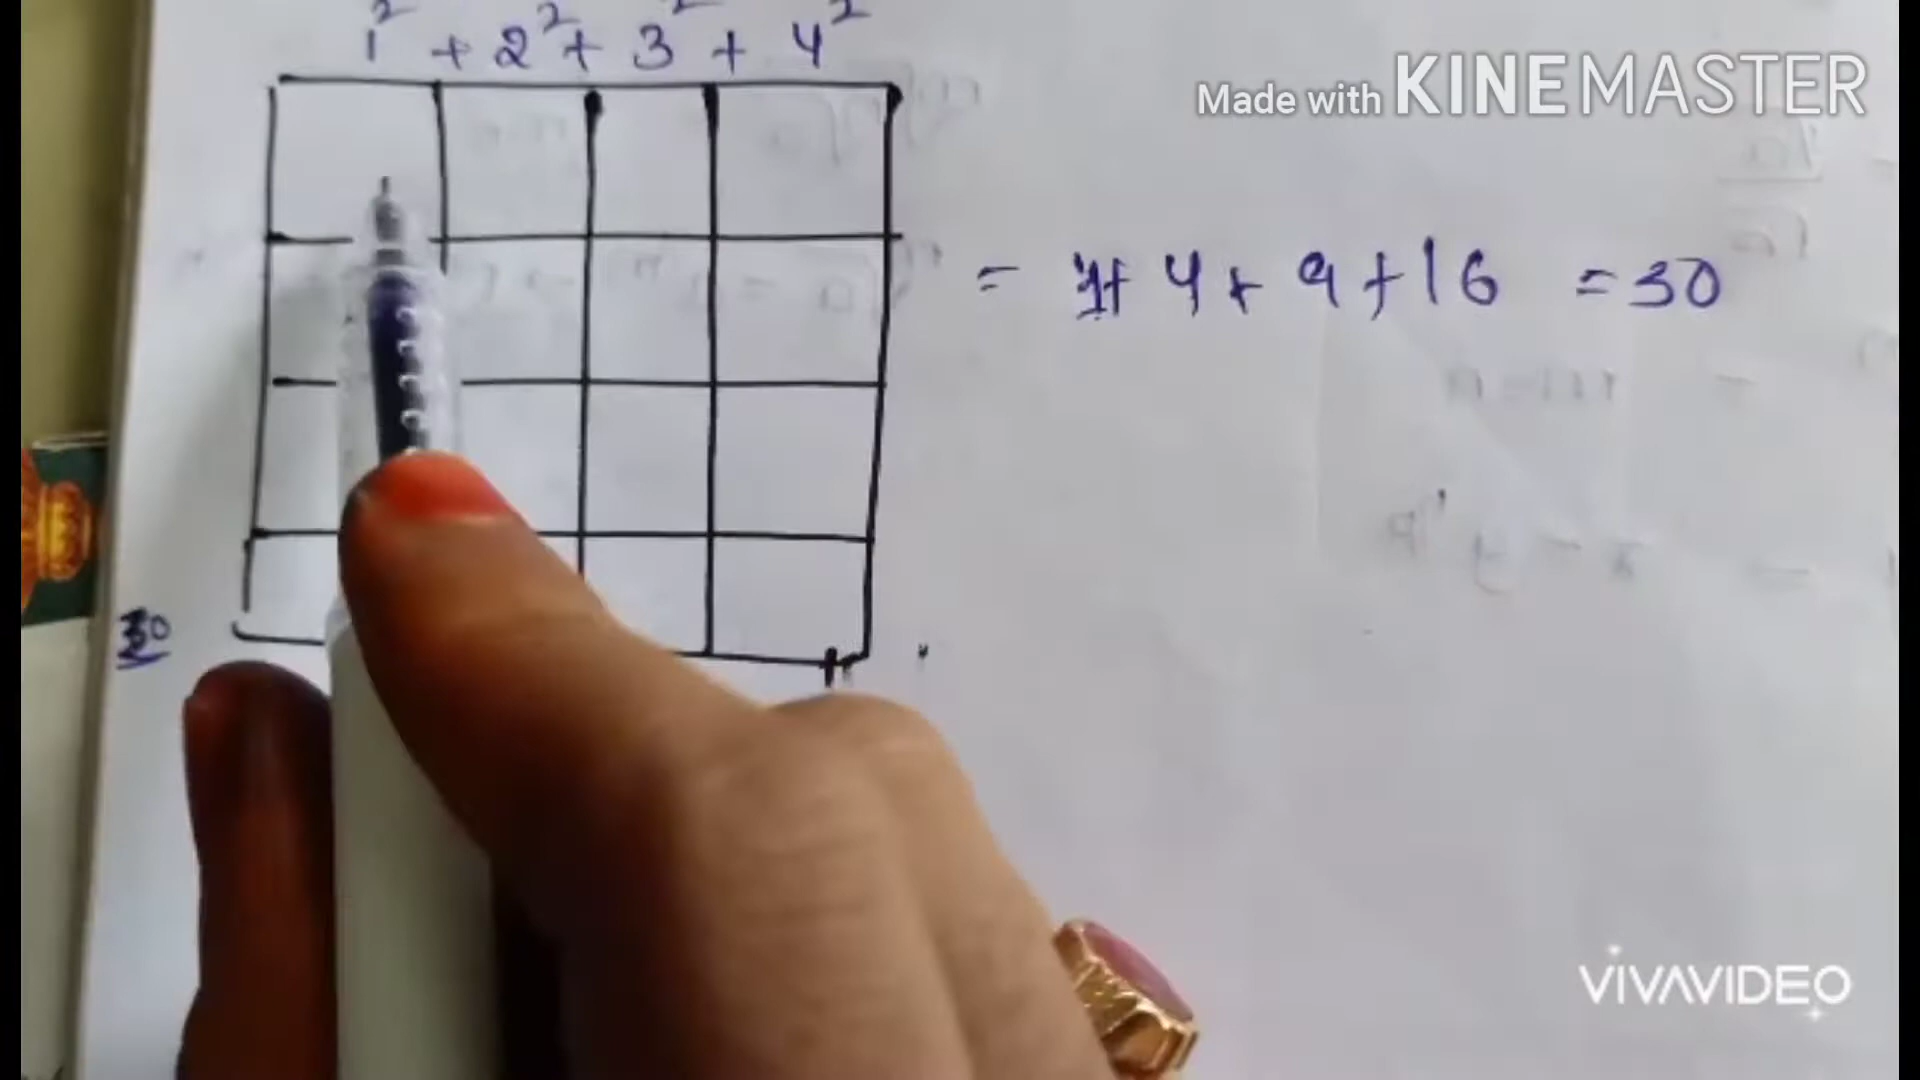 1² + 2² + 3² + 4²
Made with KINEMASTER
= 1+ 4 + 9 + 16 = 30
30
VIVAVIDEO